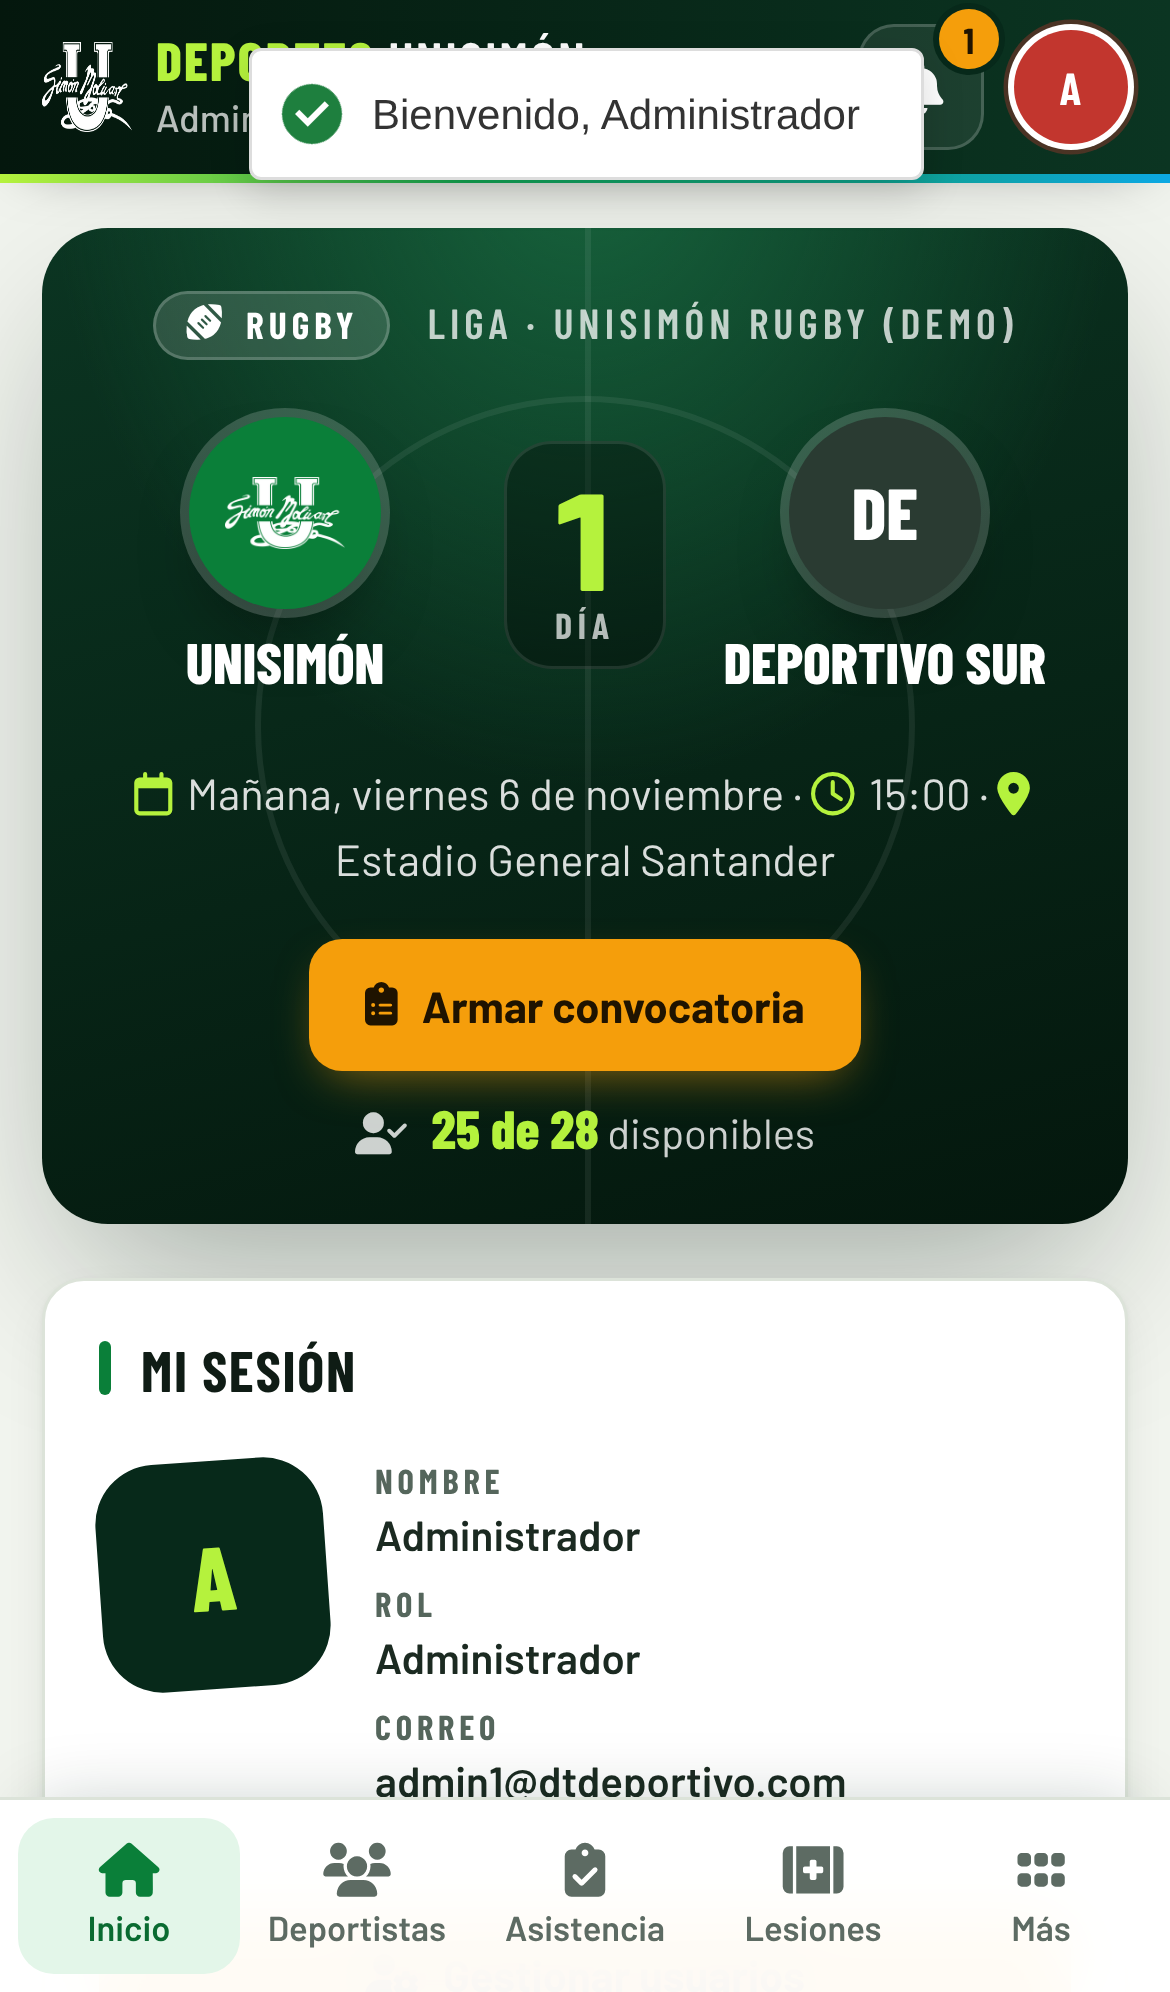 1
A
Bienvenido, Administrador
RUGBY
LIGA · UNISIMÓN RUGBY (DEMO)
DE
1
DÍA
UNISIMÓN
DEPORTIVO SUR
Mañana, viernes 6 de noviembre · 15:00 ·
Estadio General Santander
Armar convocatoria
25 de 28 disponibles
MI SESIÓN
A
NOMBRE
Administrador
ROL
Administrador
CORREO
admin1@dtdeportivo.com
Inicio
Deportistas
Asistencia
Lesiones
Más
Gestionar usuarios